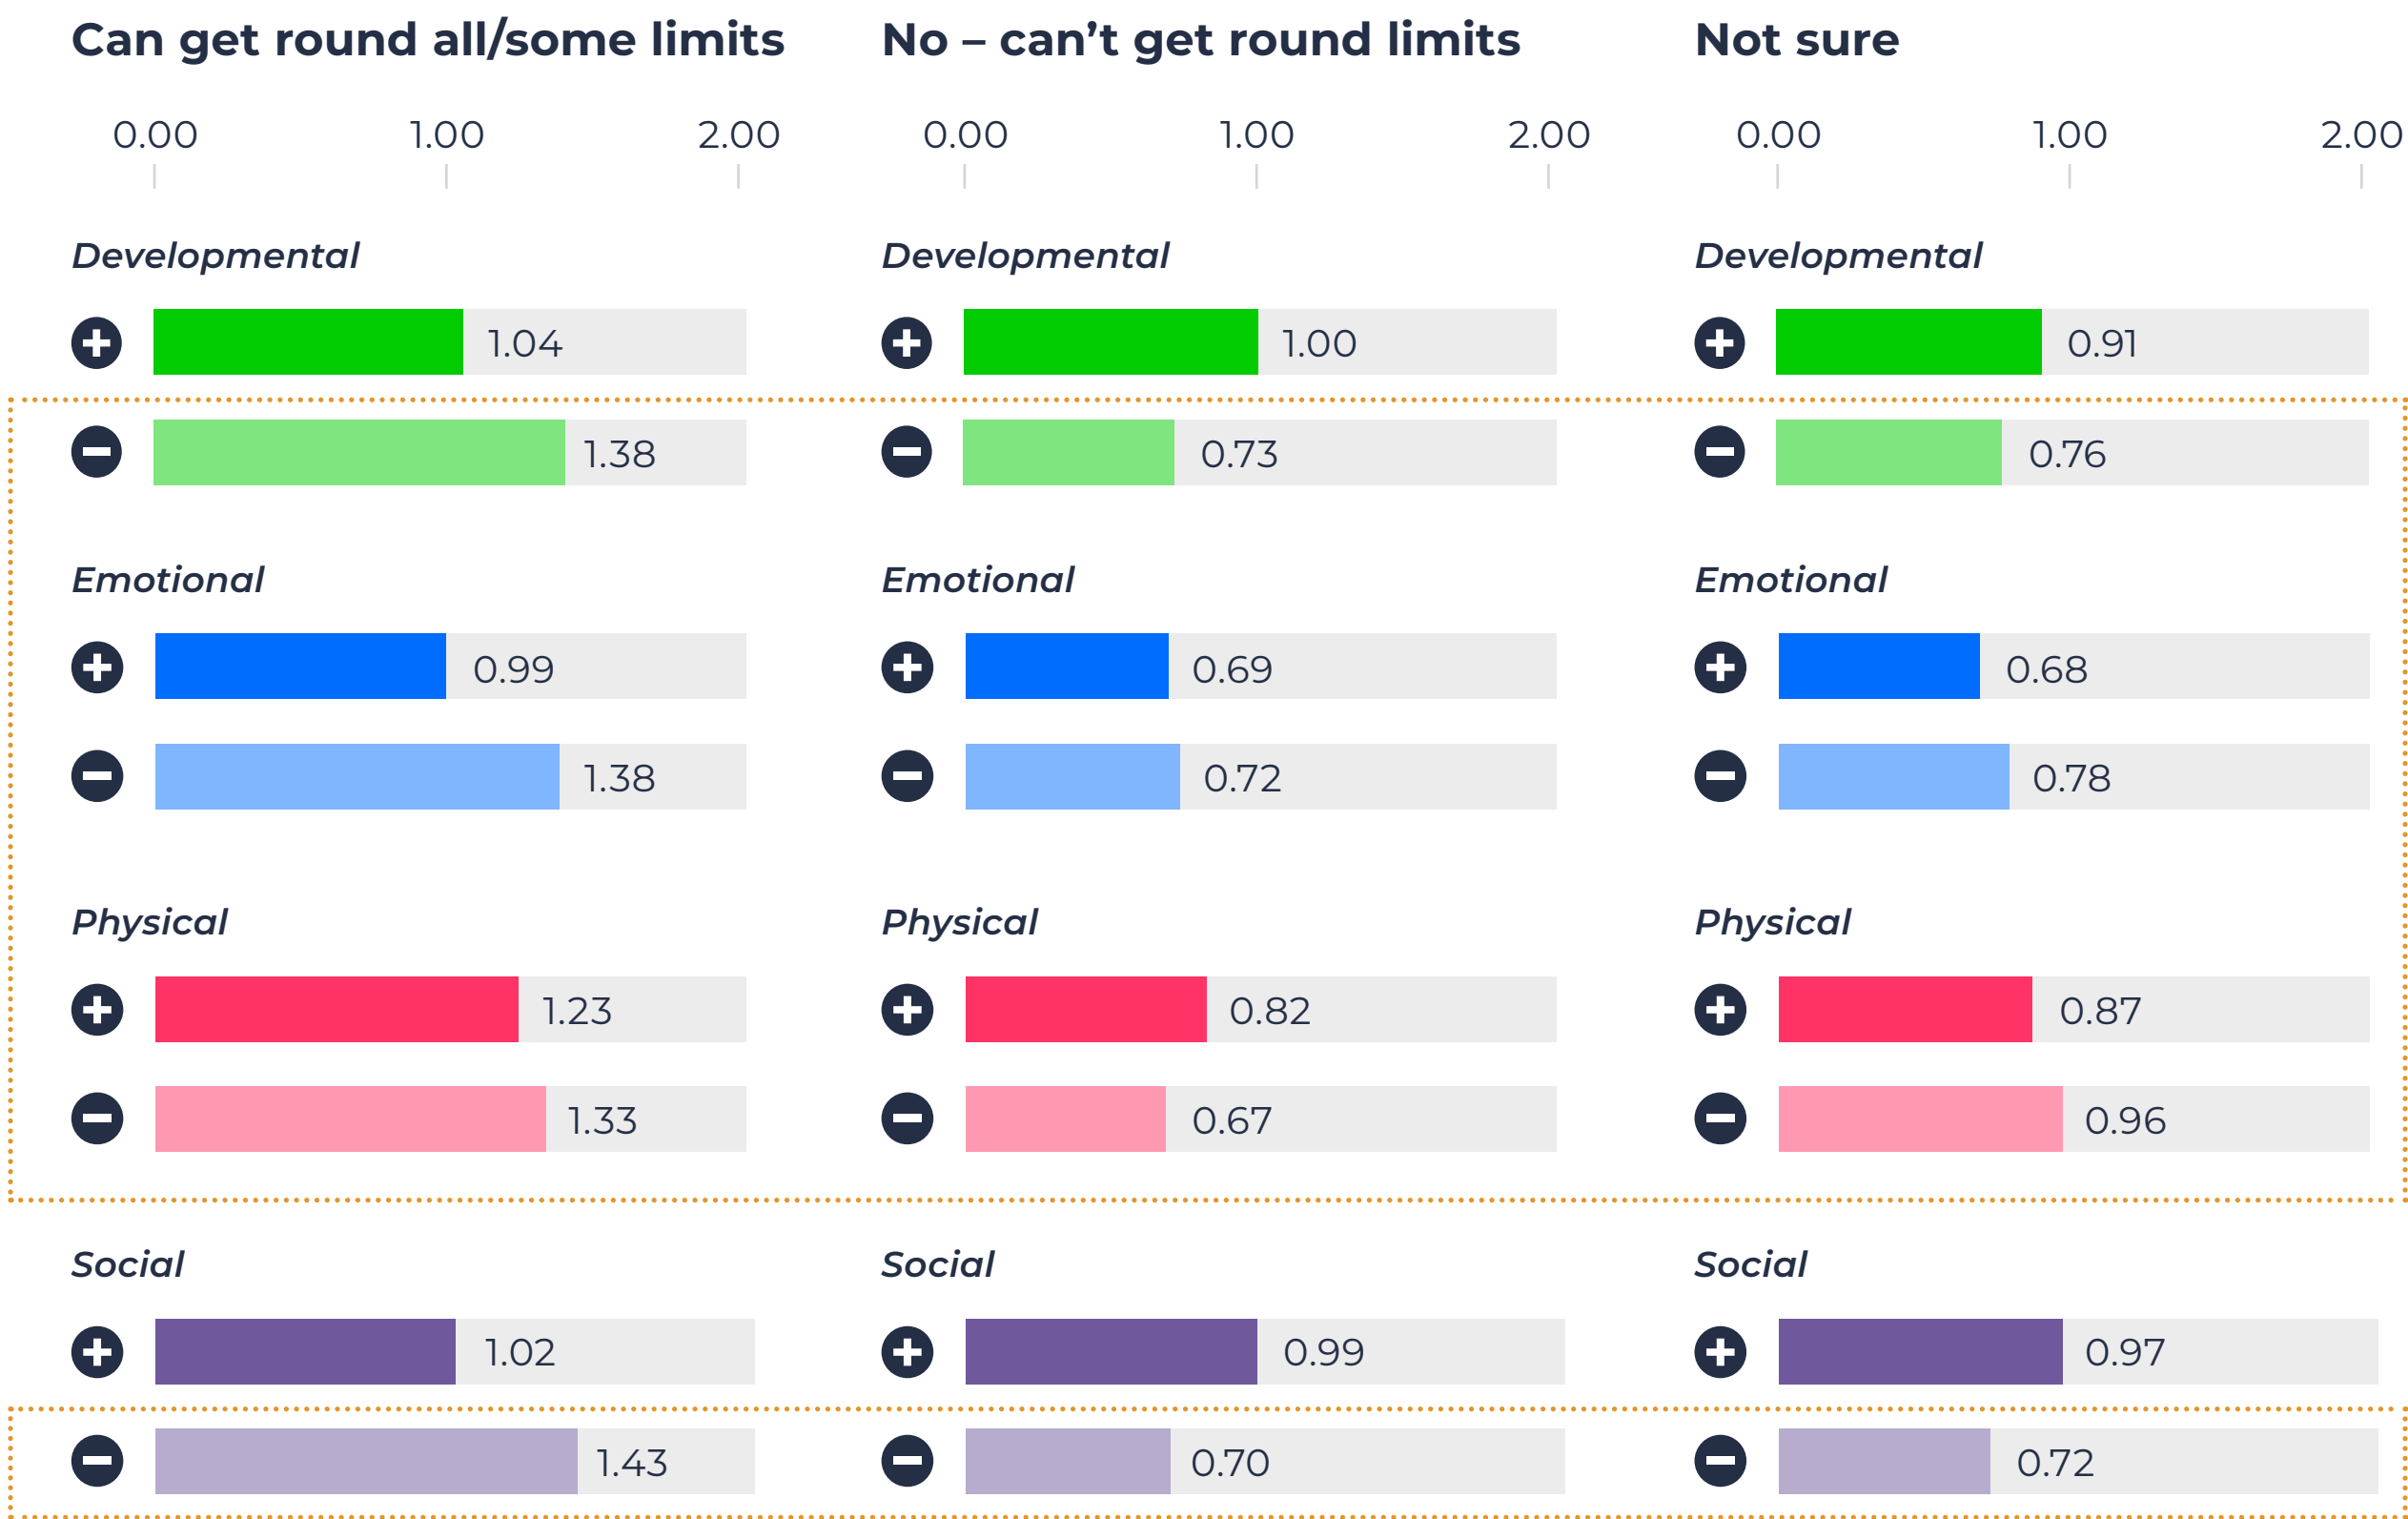 Can get round all/some limits No – can’t get round limits Not sure
0.00 1.00 2.00 0.00 1.00 2.00 0.00 1.00 2.00
Developmental Developmental Developmental
1.04 1.00 0.91
1.38 0.73 0.76
Emotional Emotional Emotional
0.99 0.69 0.68
1.38 0.72 0.78
Physical Physical Physical
1.23 0.82 0.87
1.33 0.67 0.96
Social Social Social
1.02 0.99 0.97
1.43 0.70 0.72